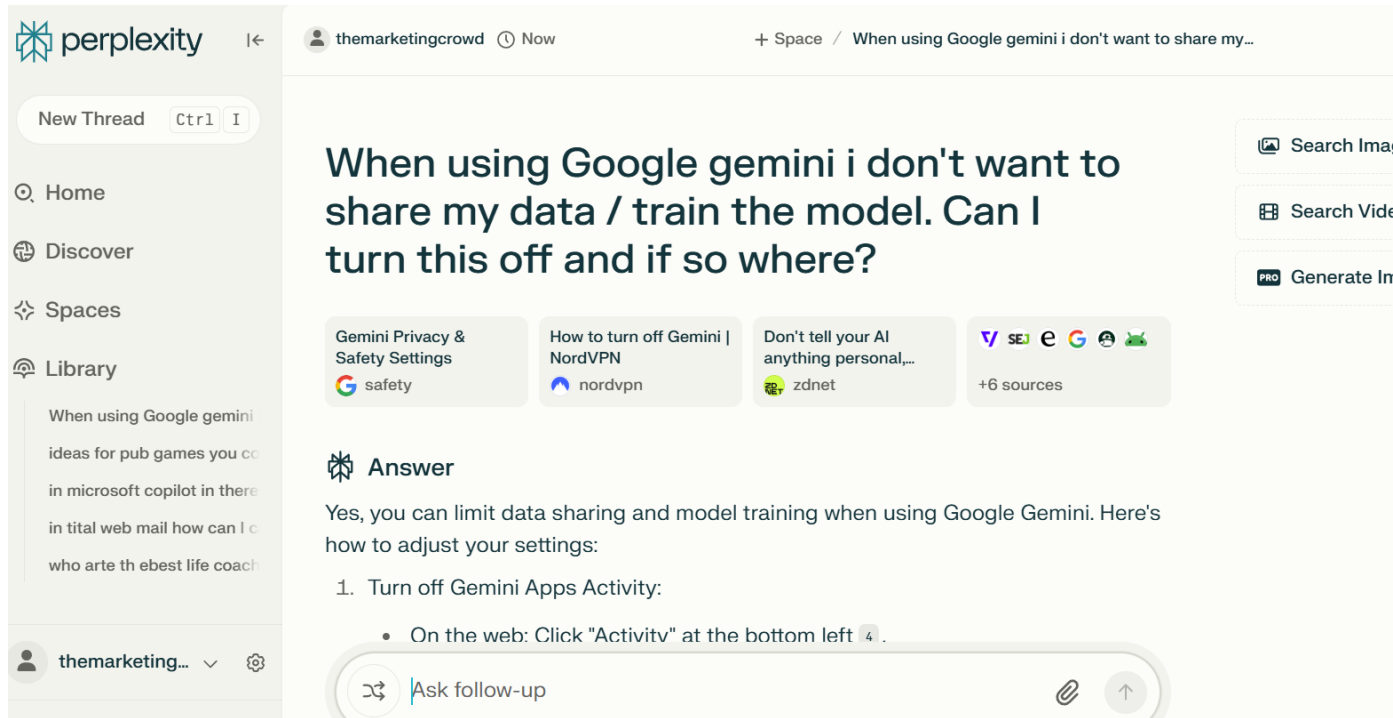 perplexity
New Thread Ctrl I
Home
Discover
Spaces
Library
When using Google gemini
ideas for pub games you co
in microsoft copilot in there
in tital web mail how can I c
who arte th ebest life coach
themarketing...
themarketingcrowd Now
+ Space / When using Google gemini i don't want to share my...
When using Google gemini i don't want to
share my data / train the model. Can I
turn this off and if so where?
Gemini Privacy &
Safety Settings
safety
How to turn off Gemini |
NordVPN
nordvpn
Don't tell your AI
anything personal,...
ZDNET
zdnet
SEJ e G
+6 sources
Answer
Yes, you can limit data sharing and model training when using Google Gemini. Here's
how to adjust your settings:
1. Turn off Gemini Apps Activity:
• On the web: Click "Activity" at the bottom left 4 .
Ask follow-up
Search Imag
Search Vide
PRO Generate Im